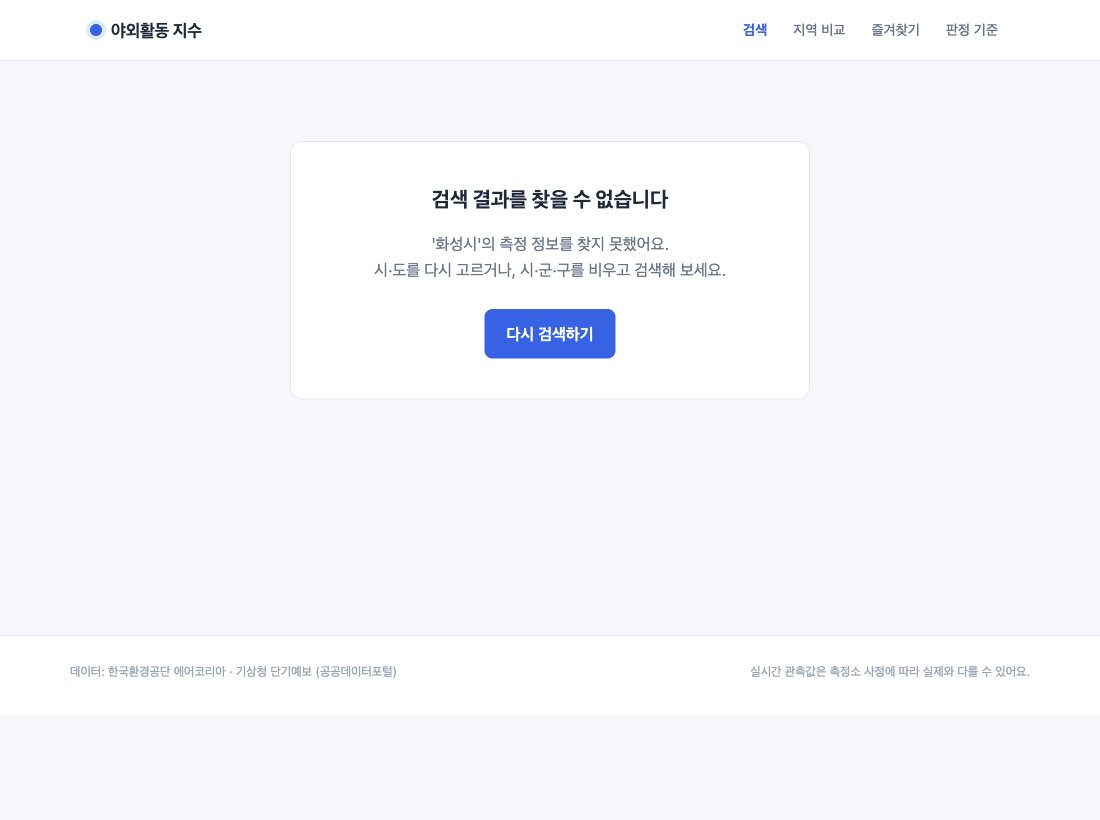 야외활동 지수
검색
지역 비교
즐겨찾기
판정 기준
검색 결과를 찾을 수 없습니다
'화성시'의 측정 정보를 찾지 못했어요.
시·도를 다시 고르거나, 시·군·구를 비우고 검색해 보세요.
다시 검색하기
데이터: 한국환경공단 에어코리아 · 기상청 단기예보 (공공데이터포털)
실시간 관측값은 측정소 사정에 따라 실제와 다를 수 있어요.